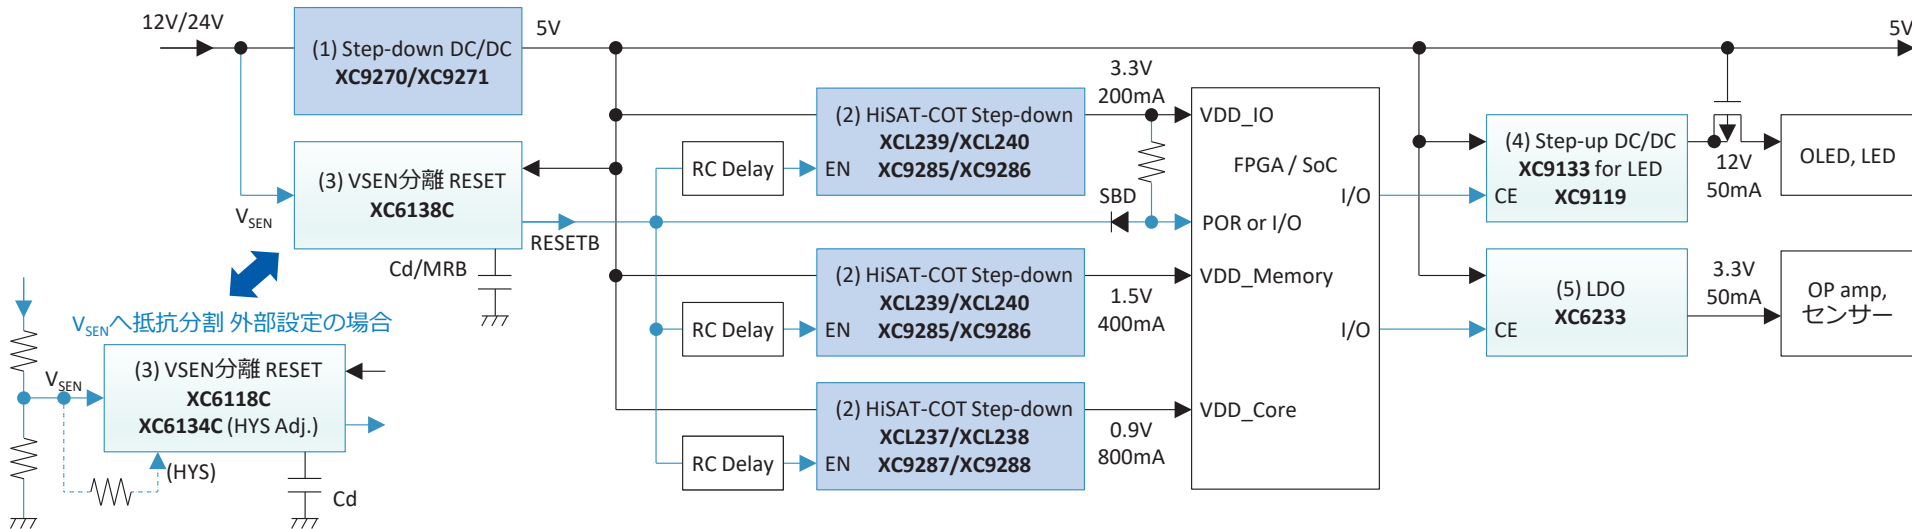 12V/24V
(1) Step-down DC/DC
XC9270/XC9271
5V
5V
(3) VSEN分離 RESET
XC6138C
VSEN
RESETB
Cd/MRB
VSENへ抵抗分割 外部設定の場合
(3) VSEN分離 RESET
XC6118C
XC6134C (HYS Adj.)
VSEN
(HYS)
Cd
RC Delay
EN
(2) HiSAT-COT Step-down
XCL239/XCL240
XC9285/XC9286
3.3V
200mA
SBD
RC Delay
EN
(2) HiSAT-COT Step-down
XCL239/XCL240
XC9285/XC9286
1.5V
400mA
RC Delay
EN
(2) HiSAT-COT Step-down
XCL237/XCL238
XC9287/XC9288
0.9V
800mA
VDD_IO
FPGA / SoC
I/O
POR or I/O
VDD_Memory
I/O
VDD_Core
(4) Step-up DC/DC
XC9133 for LED
CE
XC9119
12V
50mA
OLED, LED
(5) LDO
XC6233
CE
3.3V
50mA
OP amp,
センサー